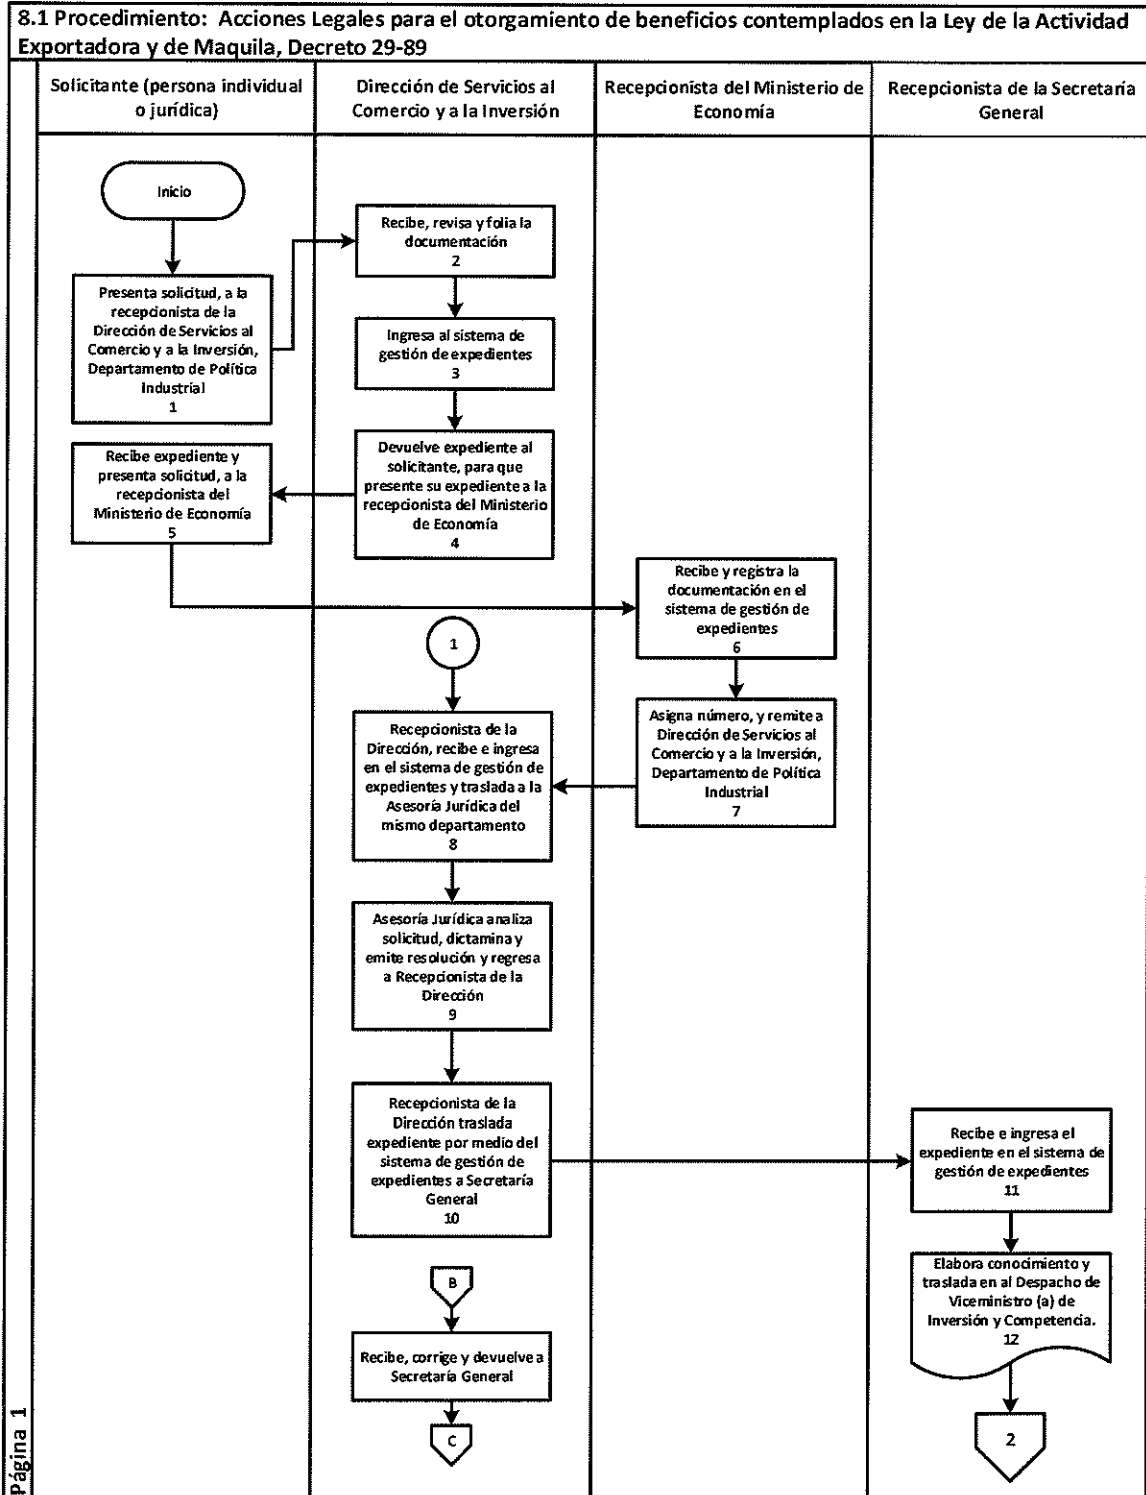 8.1 Procedimiento: Acciones Legales para el otorgamiento de beneficios contemplados en la Ley de la Actividad
Exportadora y de Maquila, Decreto 29-89
Solicitante (persona individual
o jurídica)
Dirección de Servicios al
Comercio y a la Inversión
Recepcionista del Ministerio de
Economía
Recepcionista de la Secretaría
General
Inicio
Presenta solicitud, a la
recepcionista de la
Dirección de Servicios al
Comercio y a la Inversión,
Departamento de Política
Industrial
1
Recibe, revisa y folia la
documentación
2
Ingresa al sistema de
gestión de expedientes
3
Devuelve expediente al
solicitante, para que
presente su expediente a la
recepcionista del Ministerio
de Economía
4
Recibe expediente y
presenta solicitud, a la
recepcionista del
Ministerio de Economía
5
Recibe y registra la
documentación en el
sistema de gestión de
expedientes
6
Asigna número, y remite a
Dirección de Servicios al
Comercio y a la Inversión,
Departamento de Política
Industrial
7
1
Recepcionista de la
Dirección, recibe e ingresa
en el sistema de gestión de
expedientes y traslada a la
Asesoría Jurídica del
mismo departamento
8
Asesoría Jurídica analiza
solicitud, dictamina y
emite resolución y regresa
a Recepcionista de la
Dirección
9
Recepcionista de la
Dirección traslada
expediente por medio del
sistema de gestión de
expedientes a Secretaría
General
10
Recibe e ingresa el
expediente en el sistema de
gestión de expedientes
11
Elabora conocimiento y
traslada en al Despacho de
Viceministro (a) de
Inversión y Competencia.
12
2
B
Recibe, corrige y devuelve a
Secretaría General
C
Página 1